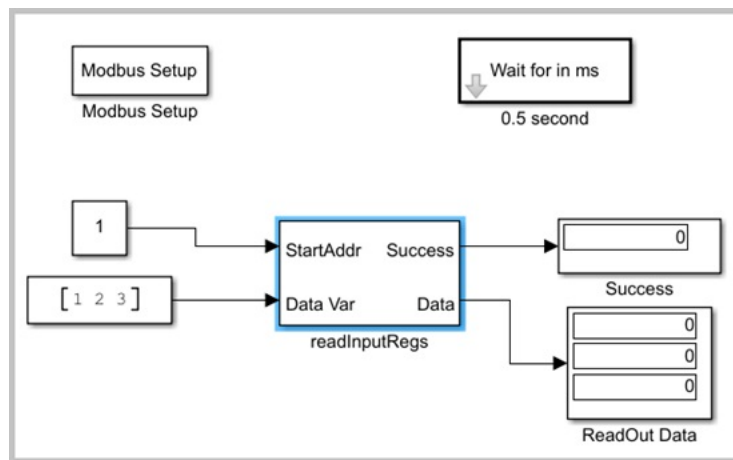 Modbus Setup
Modbus Setup
Wait for in ms
0.5 second
1
[1 2 3]
StartAddr
Success
Data Var
Data
readInputRegs
0
Success
0
0
0
ReadOut Data